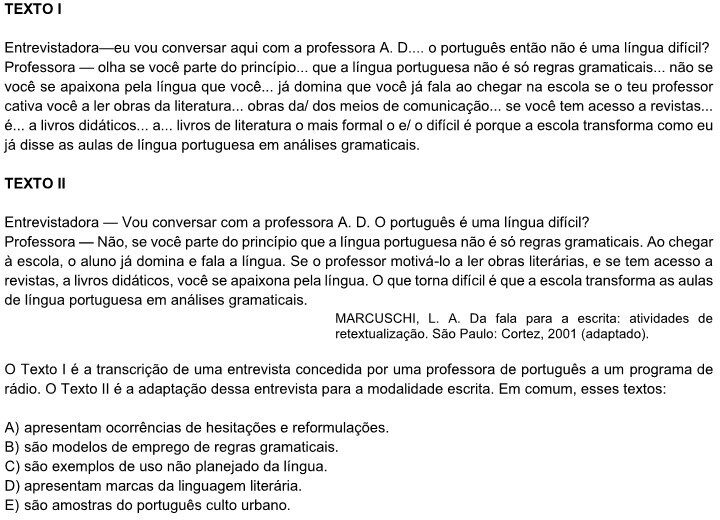 TEXTO I
Entrevistadora—eu vou conversar aqui com a professora A. D.... o português então não é uma língua difícil?
Professora — olha se você parte do princípio... que a língua portuguesa não é só regras gramaticais... não se
você se apaixona pela língua que você... já domina que você já fala ao chegar na escola se o teu professor
cativa você a ler obras da literatura... obras da/ dos meios de comunicação... se você tem acesso a revistas...
é... a livros didáticos... a... livros de literatura o mais formal o e/ o difícil é porque a escola transforma como eu
já disse as aulas de língua portuguesa em análises gramaticais.
TEXTO II
Entrevistadora — Vou conversar com a professora A. D. O português é uma língua difícil?
Professora — Não, se você parte do princípio que a língua portuguesa não é só regras gramaticais. Ao chegar
à escola, o aluno já domina e fala a língua. Se o professor motivá-lo a ler obras literárias, e se tem acesso a
revistas, a livros didáticos, você se apaixona pela língua. O que torna difícil é que a escola transforma as aulas
de língua portuguesa em análises gramaticais.
MARCUSCHI, L. A. Da fala para a escrita: atividades de
retextualização. São Paulo: Cortez, 2001 (adaptado).
O Texto I é a transcrição de uma entrevista concedida por uma professora de português a um programa de
rádio. O Texto II é a adaptação dessa entrevista para a modalidade escrita. Em comum, esses textos:
A) apresentam ocorrências de hesitações e reformulações.
B) são modelos de emprego de regras gramaticais.
C) são exemplos de uso não planejado da língua.
D) apresentam marcas da linguagem literária.
E) são amostras do português culto urbano.